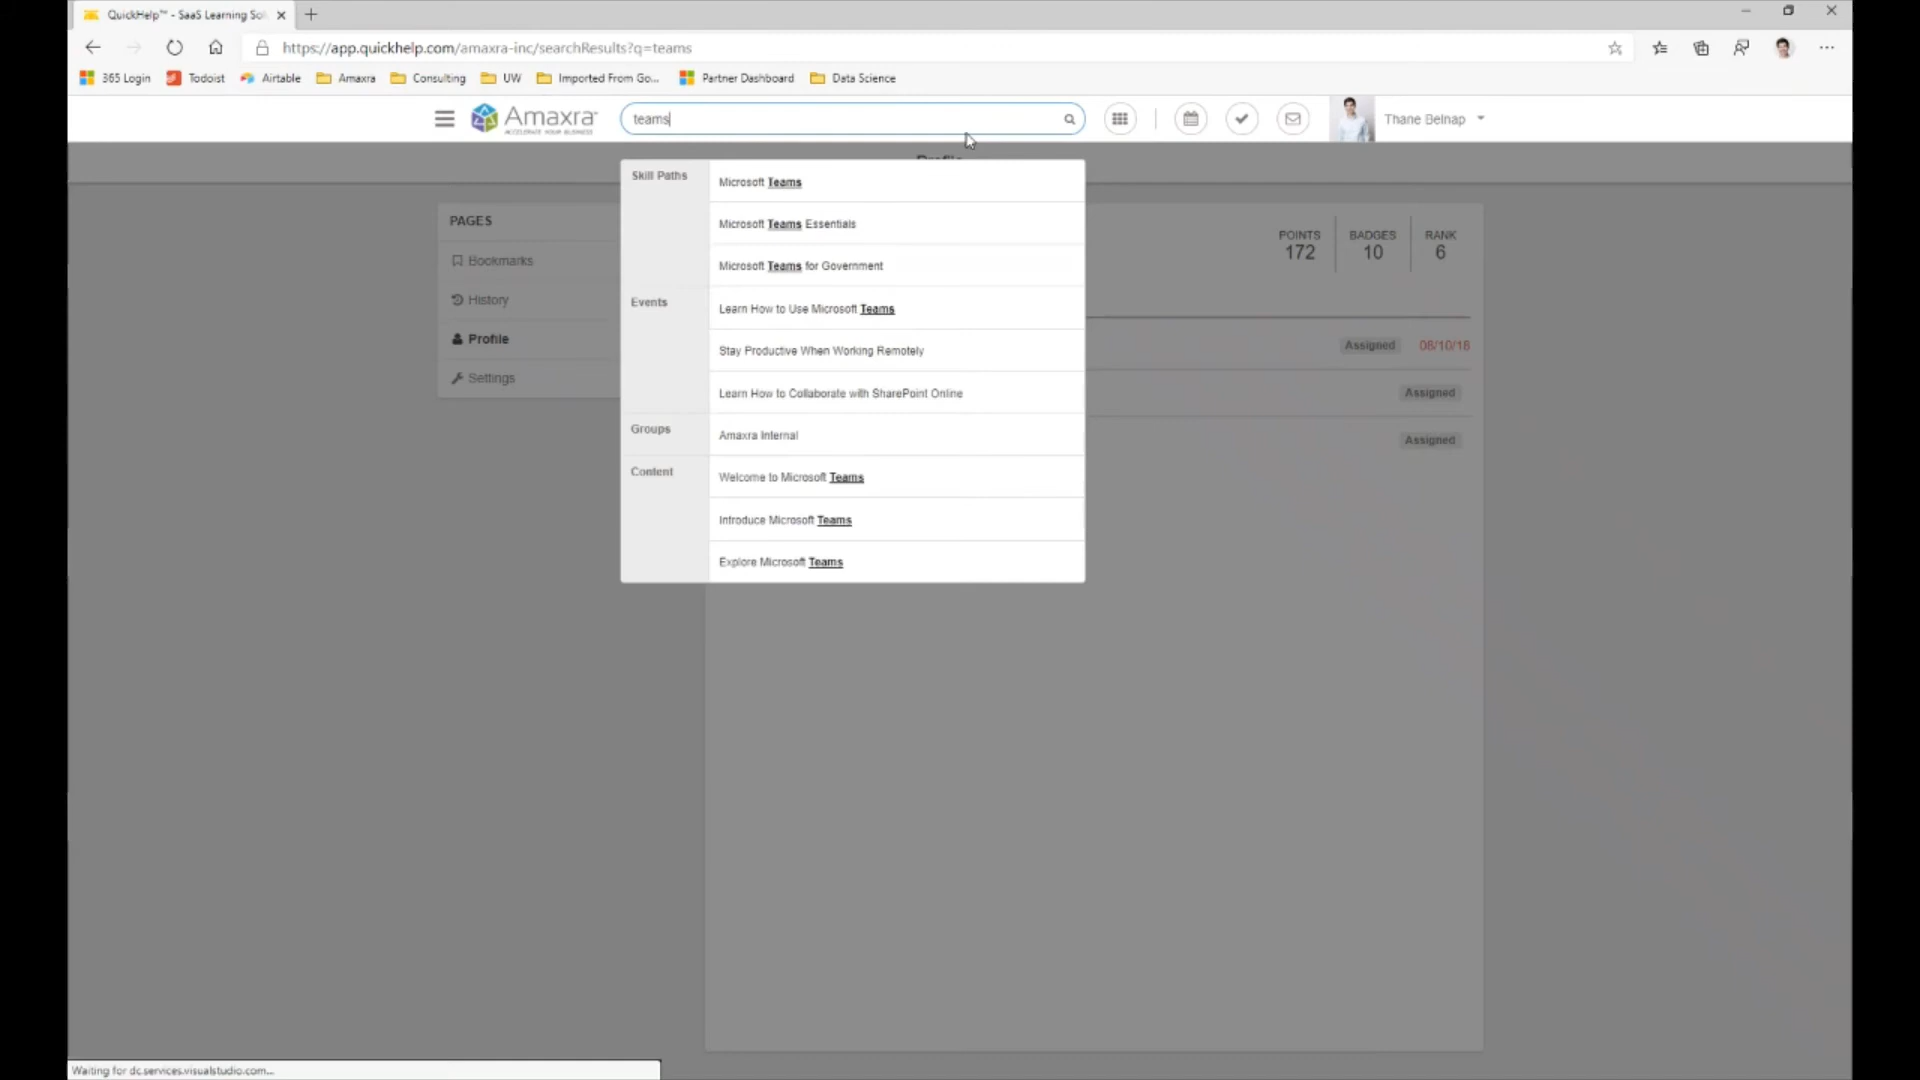 QuickHelp™ - SaaS Learning Sol
https://app.quickhelp.com/amaxra-inc/searchResults?q=teams
365 Login Todoist Airtable Amaxra Consulting UW Imported From Go... Partner Dashboard Data Science
Amaxra
ACCELERATE YOUR BUSINESS
teams
Thane Belnap
Profile
Skill Paths
Microsoft Teams
Microsoft Teams Essentials
Microsoft Teams for Government
Events
Learn How to Use Microsoft Teams
Stay Productive When Working Remotely
Learn How to Collaborate with SharePoint Online
Groups
Amaxra Internal
Content
Welcome to Microsoft Teams
Introduce Microsoft Teams
Explore Microsoft Teams
PAGES
Bookmarks
History
Profile
Settings
POINTS BADGES RANK
172 10 6
Assigned 08/10/18
Assigned
Assigned
Waiting for dc.services.visualstudio.com...